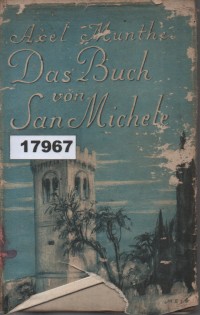 Axel Munthe
Das Buch
von
San Michele
17967